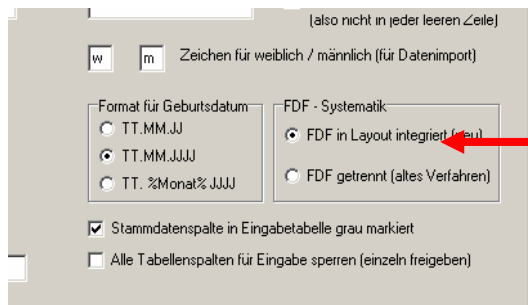 (also nicht in jeder leeren Zeile)
w m Zeichen für weiblich / männlich (für Datenimport)
Format für Geburtsdatum
TT.MM.JJ
TT.MM.JJJJ
TT. %Monat% JJJJ
FDF - Systematik
FDF in Layout integriert (neu)
FDF getrennt (altes Verfahren)
Stammdatenspalte in Eingabetabelle grau markiert
Alle Tabellenspalten für Eingabe sperren (einzeln freigeben)